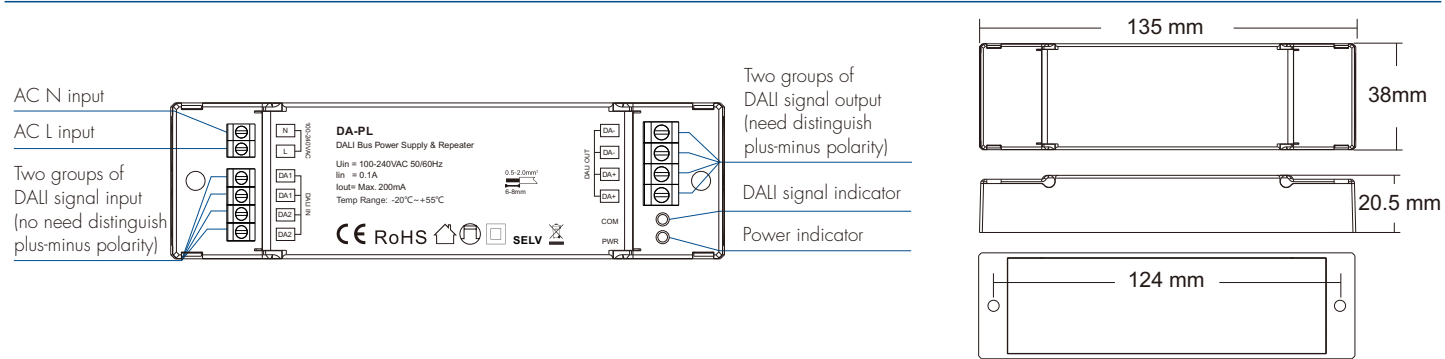 AC N input
AC L input
Two groups of
DALI signal input
(no need distinguish
plus-minus polarity)
N
L
100-240VAC
DA1
DA1
DA2
DA2
DALI IN
DA-PL
DALI Bus Power Supply & Repeater
Uin = 100-240VAC 50/60Hz
Iin = 0.1A
Iout= Max. 200mA
Temp Range: -20℃~+55℃
0.5-2.0mm²
6-8mm
CE RoHS SELV
DALI OUT
DA-
DA-
DA+
DA+
COM
PWR
Two groups of
DALI signal output
(need distinguish
plus-minus polarity)
DALI signal indicator
Power indicator
135 mm
38mm
20.5 mm
124 mm